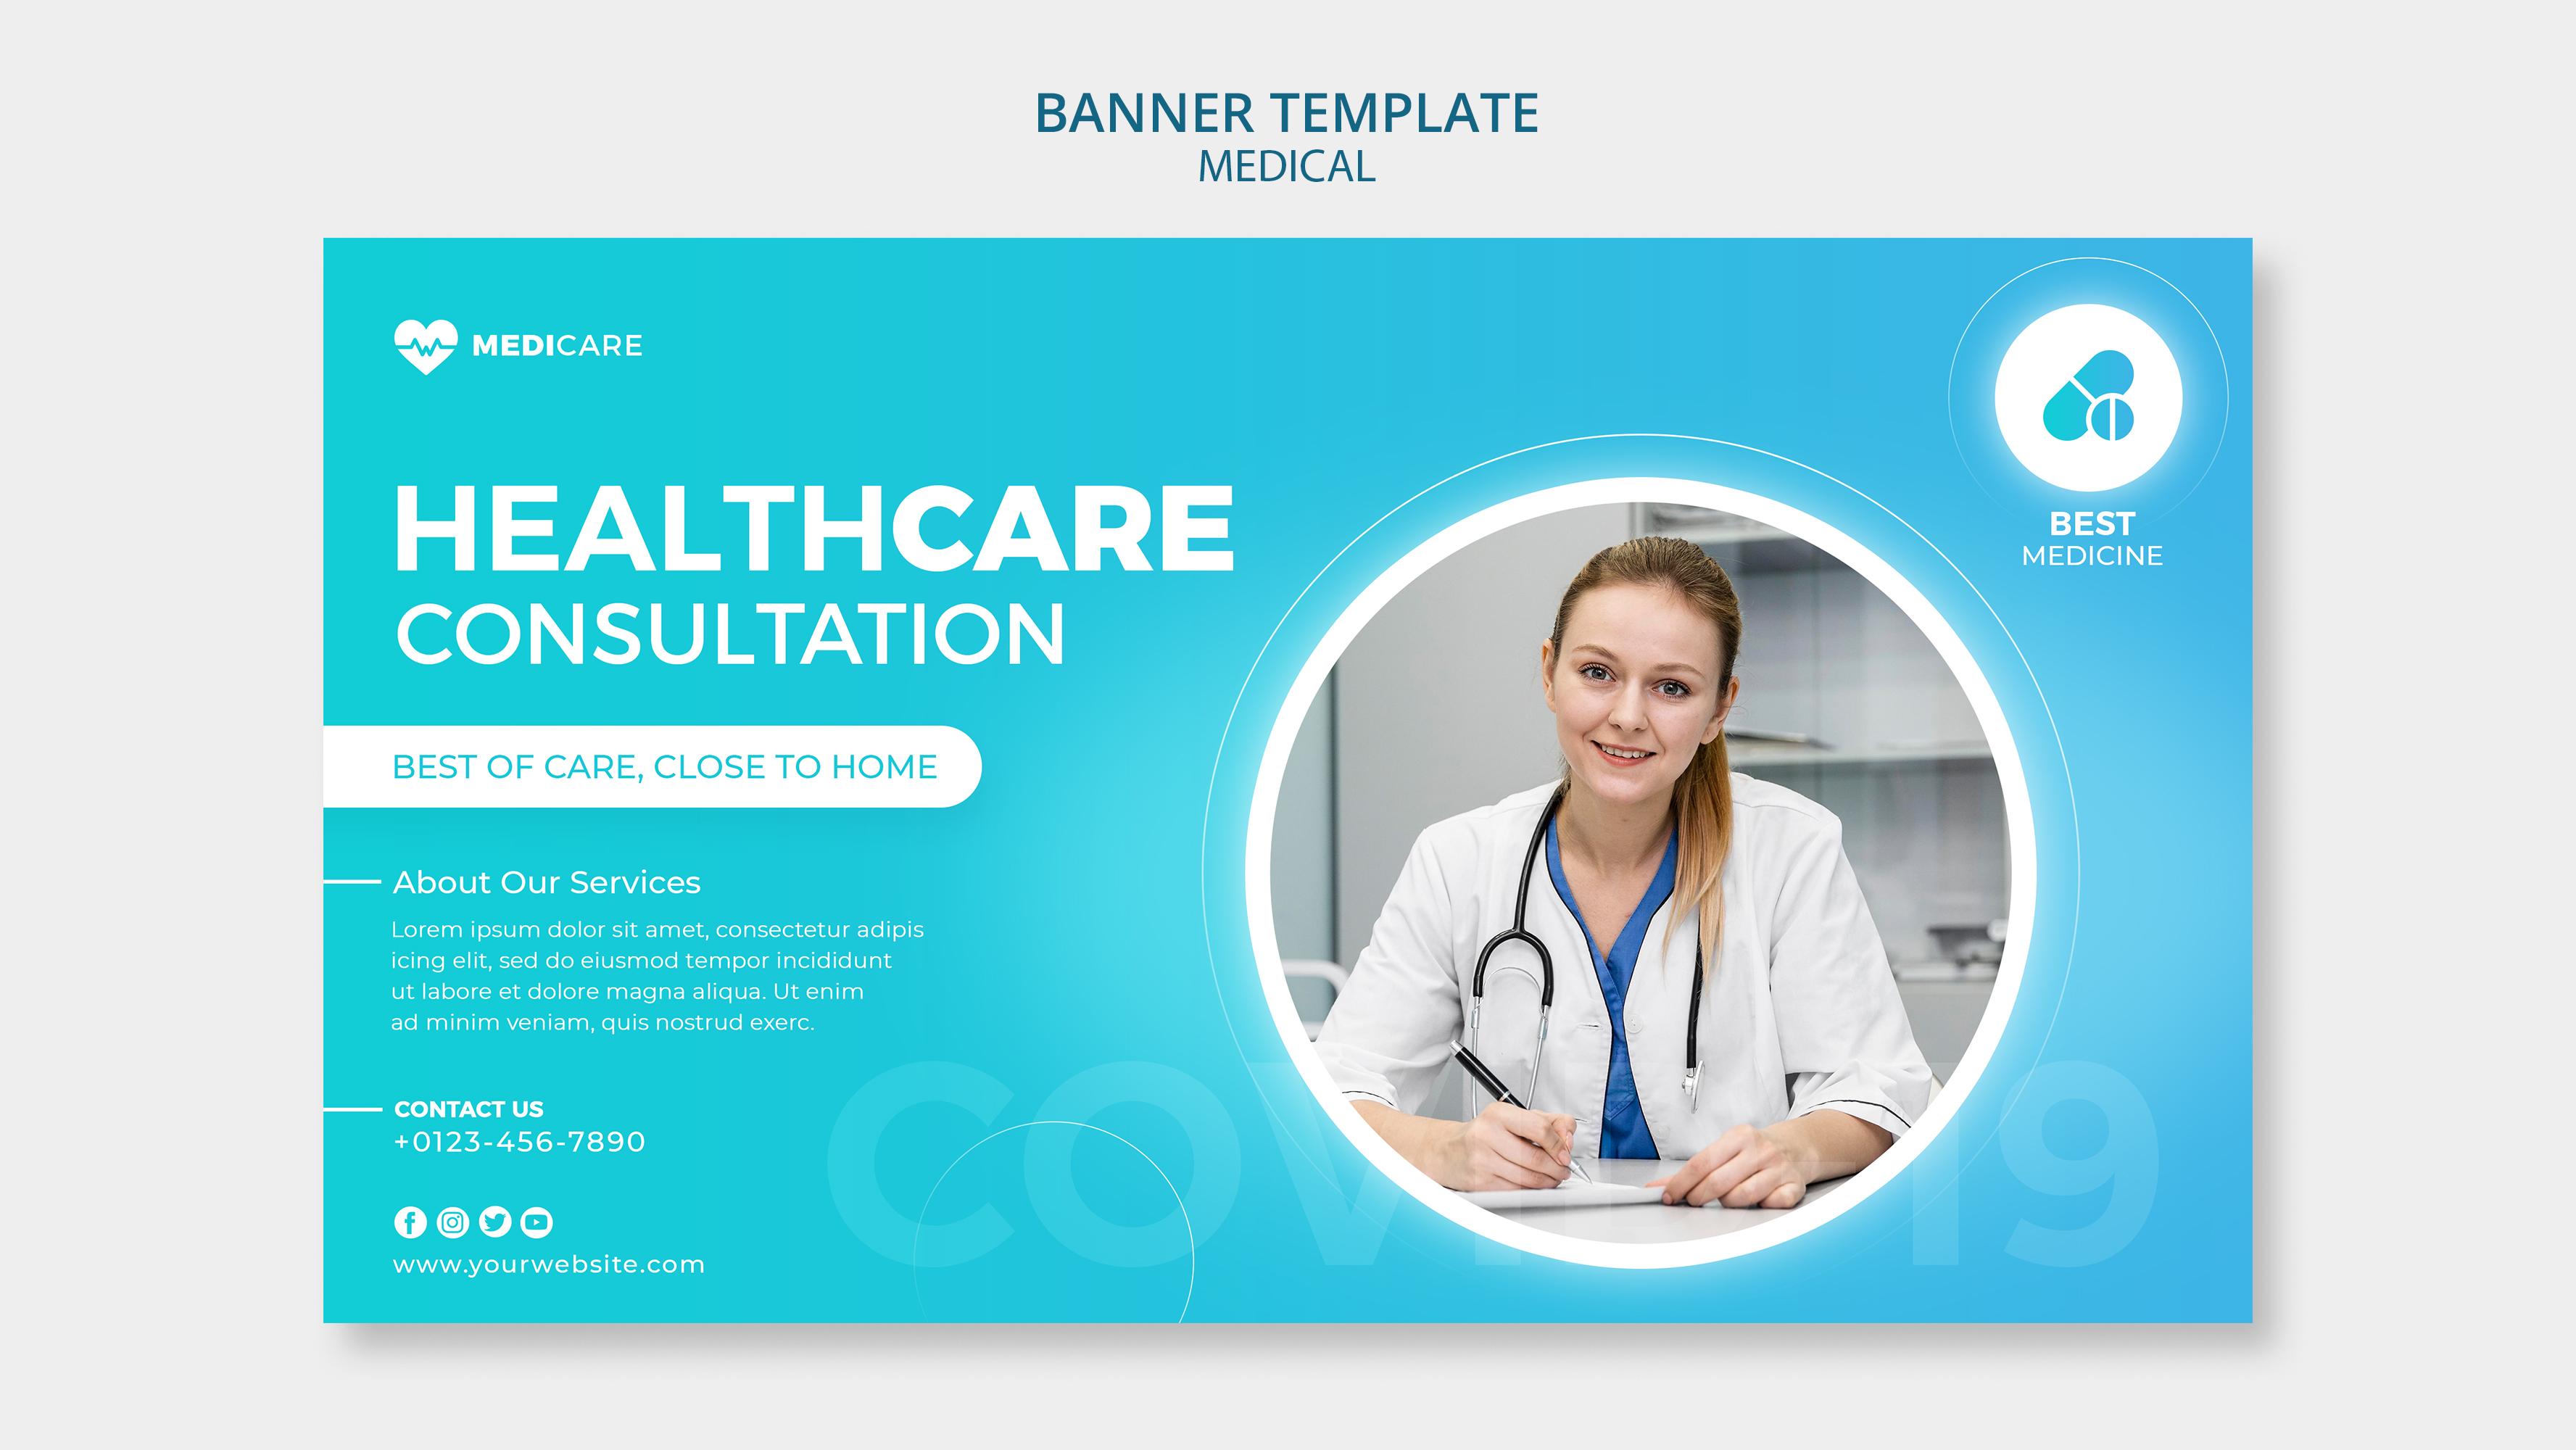 BANNER TEMPLATE
MEDICAL
MEDICARE
HEALTHCARE
CONSULTATION
BEST OF CARE, CLOSE TO HOME
About Our Services
Lorem ipsum dolor sit amet, consectetur adipis
icing elit, sed do eiusmod tempor incididunt
ut labore et dolore magna aliqua. Ut enim
ad minim veniam, quis nostrud exerc.
CONTACT US
+0123-456-7890
www.yourwebsite.com
BEST
MEDICINE
COVID-19